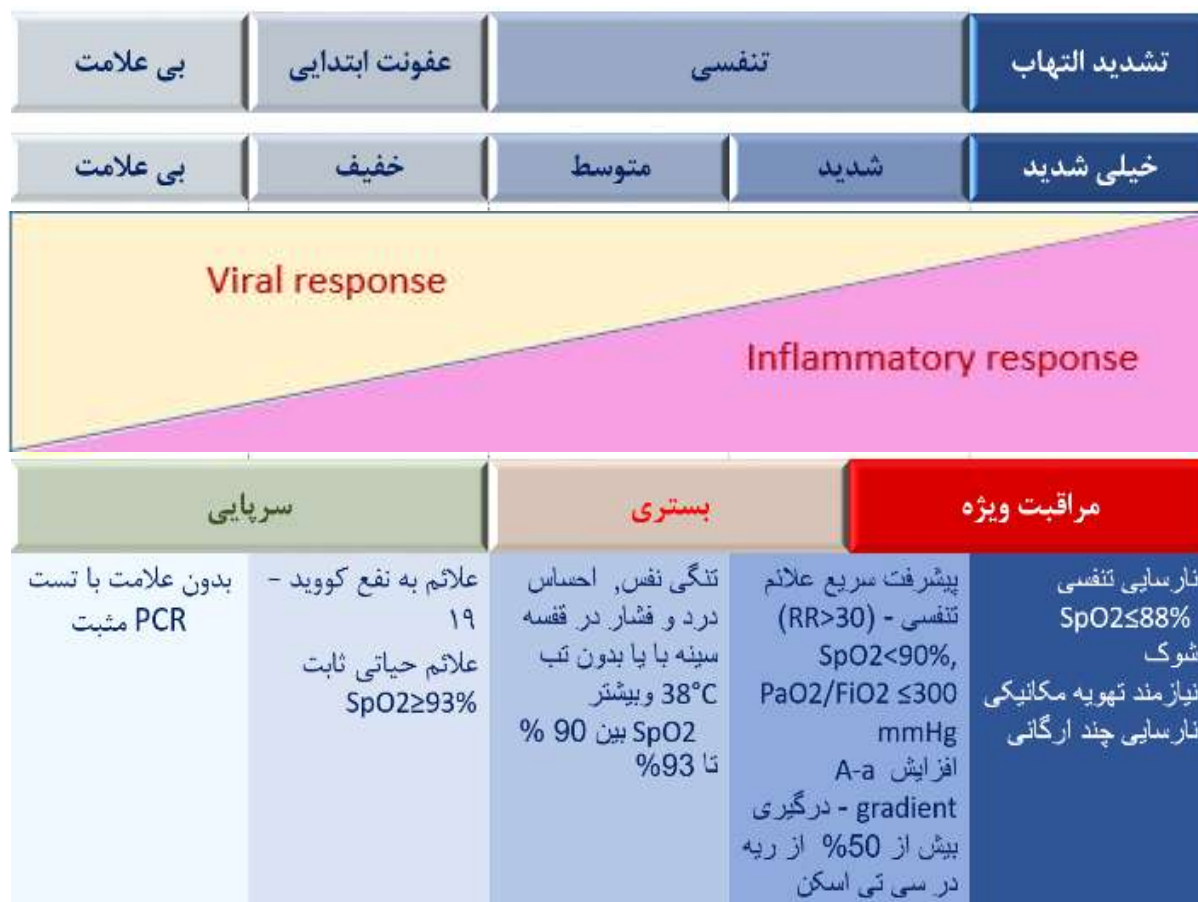 بی علامت
عفونت ابتدایی
تنفسی
تشدید التهاب
بی علامت
خفیف
متوسط
شدید
خیلی شدید
Viral response
Inflammatory response
سرپایی
بستری
مراقبت ویژه
بدون علامت با تست
PCR مثبت
علائم به نفع کووید –
۱۹
علائم حیاتی ثابت
SpO2≥93%
تنگی نفس, احساس
درد و فشار در قفسه
سینه با یا بدون تب
38°C وبیشتر
SpO2 بین 90 %
تا 93%
پیشرفت سریع علائم
تنفسی - (RR>30)
SpO2<90%,
PaO2/FiO2 ≤300
mmHg
افزایش A-a
gradient - درگیری
بیش از 50% از ریه
در سی تی اسکن
نارسایی تنفسی
SpO2≤88%
شوک
نیازمند تهویه مکانیکی
نارسایی چند ارگانی